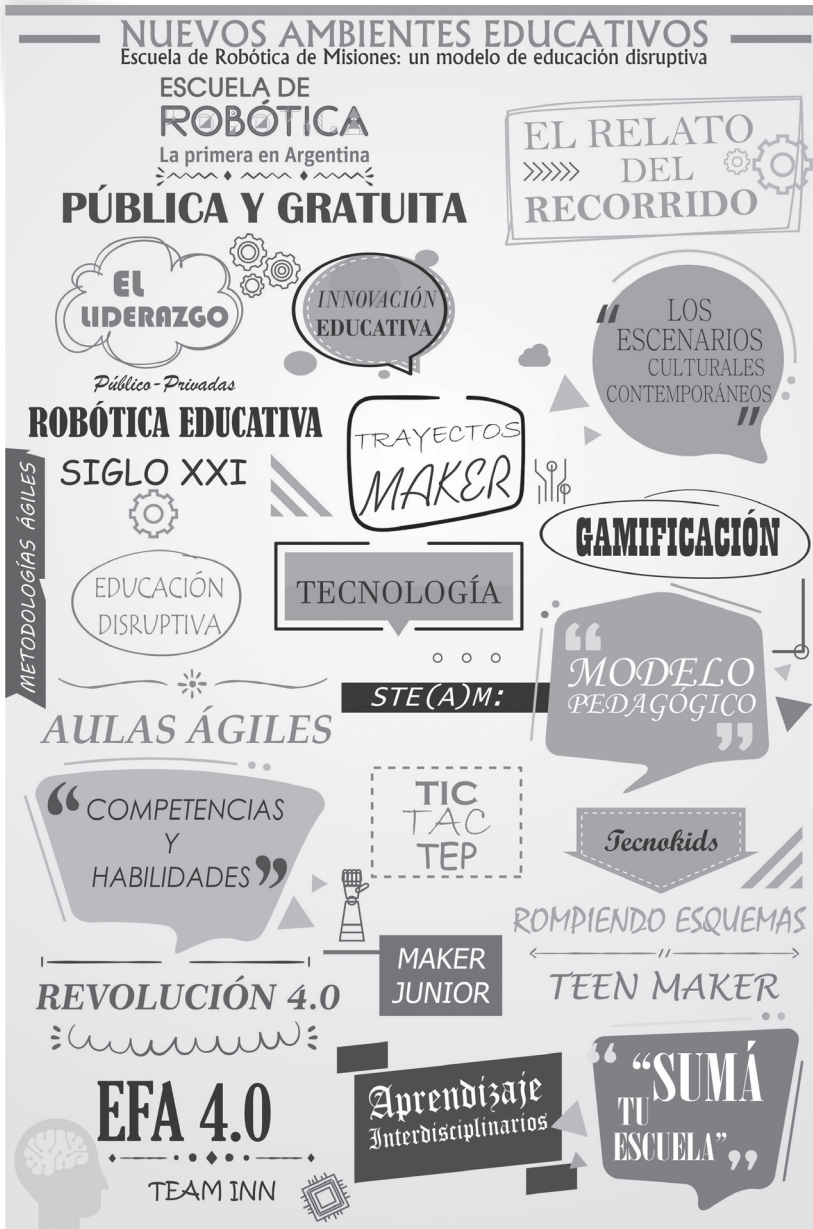 NUEVOS AMBIENTES EDUCATIVOS
Escuela de Robótica de Misiones: un modelo de educación disruptiva
ESCUELA DE
ROBÓTICA
La primera en Argentina
PÚBLICA Y GRATUITA
EL RELATO
>>>>> DEL
RECORRIDO
EL
LIDERAZGO
INNOVACIÓN
EDUCATIVA
"LOS
ESCENARIOS
CULTURALES
CONTEMPORÁNEOS"
Público-Privadas
ROBÓTICA EDUCATIVA
SIGLO XXI
TRAYECTOS
MAKER
METODOLOGÍAS ÁGILES
GAMIFICACIÓN
EDUCACIÓN
DISRUPTIVA
TECNOLOGÍA
STE(A)M:
“MODELO
PEDAGÓGICO”
AULAS ÁGILES
“COMPETENCIAS
Y
HABILIDADES”
TIC
TAC
TEP
Tecnokids
ROMPIENDO ESQUEMAS
MAKER
JUNIOR
TEEN MAKER
REVOLUCIÓN 4.0
EFA 4.0
TEAM INN
Aprendizaje
Interdisciplinarios
“SUMÁ
TU
ESCUELA”